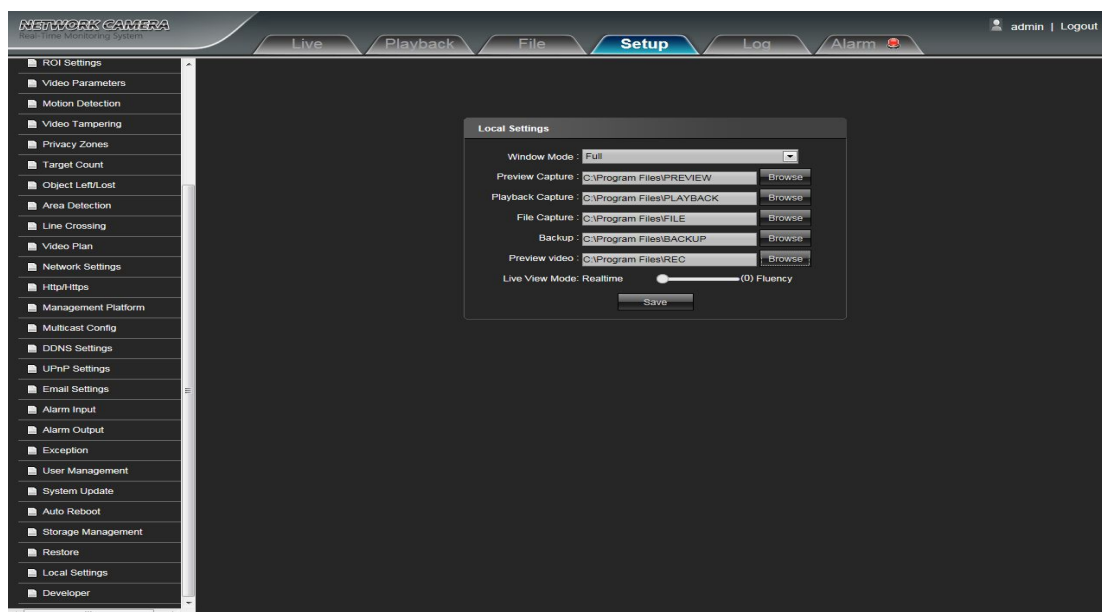 NETWORK CAMERA
Real-Time Monitoring System
admin | Logout
Live Playback File Setup Log Alarm
ROI Settings
Video Parameters
Motion Detection
Video Tampering
Privacy Zones
Target Count
Object Left/Lost
Area Detection
Line Crossing
Video Plan
Network Settings
Http/Https
Management Platform
Multicast Config
DDNS Settings
UPnP Settings
Email Settings
Alarm Input
Alarm Output
Exception
User Management
System Update
Auto Reboot
Storage Management
Restore
Local Settings
Developer
Local Settings
Window Mode : Full
Preview Capture : C:\Program Files\PREVIEW Browse
Playback Capture : C:\Program Files\PLAYBACK Browse
File Capture : C:\Program Files\FILE Browse
Backup : C:\Program Files\BACKUP Browse
Preview video : C:\Program Files\REC Browse
Live View Mode: Realtime (0) Fluency
Save